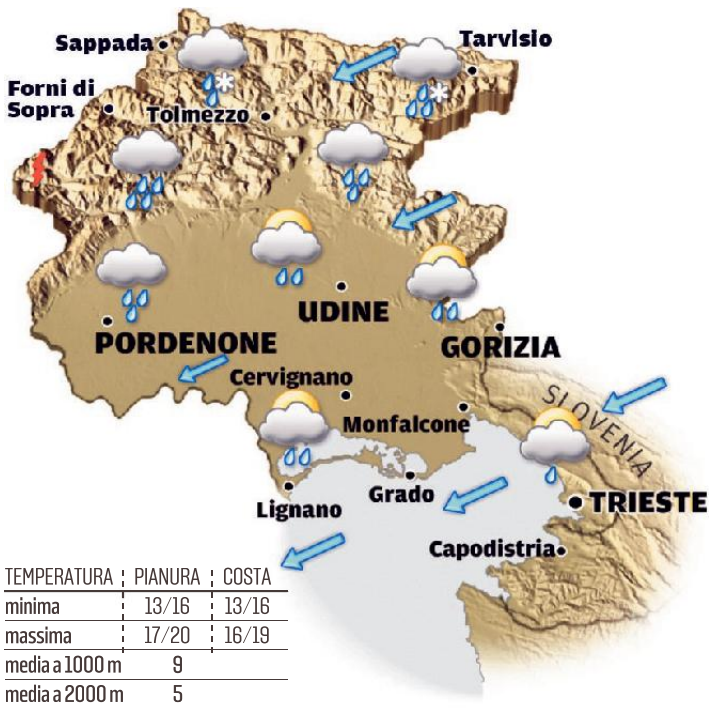 Sappada
Tarvisio
Forni di
Sopra
Tolmezzo
UDINE
PORDENONE
GORIZIA
Cervignano
SLOVENIA
Monfalcone
Grado
Lignano
TRIESTE
Capodistria
TEMPERATURA PIANURA COSTA
minima 13/16 13/16
massima 17/20 16/19
media a 1000 m 9
media a 2000 m 5